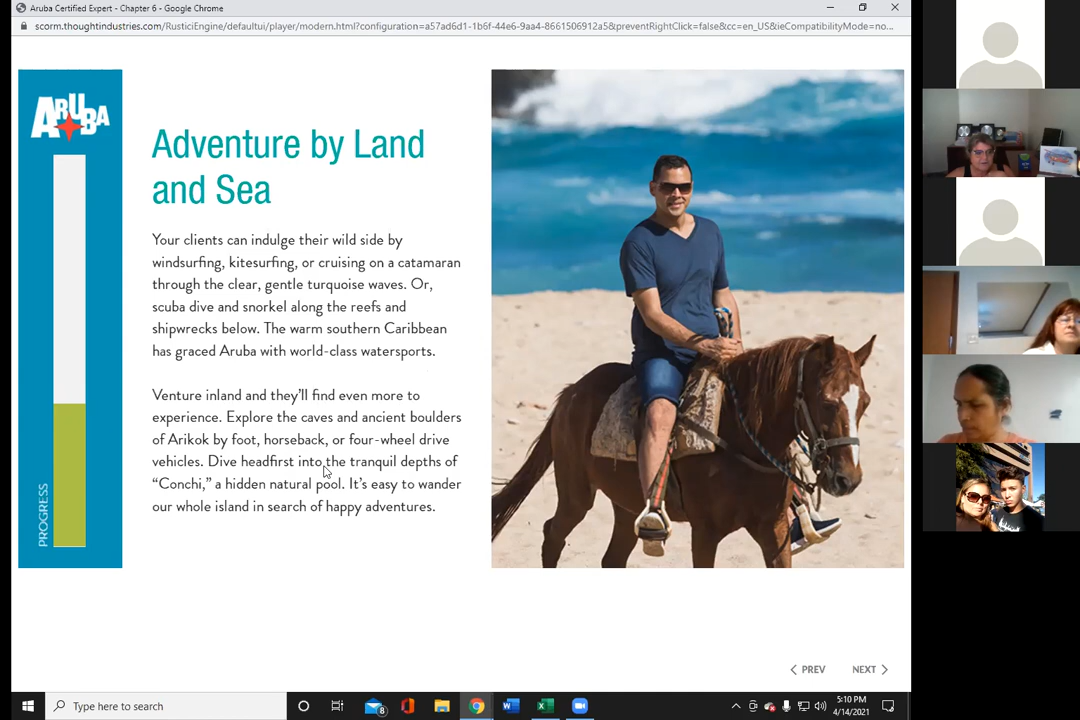 Aruba Certified Expert - Chapter 6 - Google Chrome
scorm.thoughtindustries.com/RusticiEngine/defaultui/player/modern.html?configuration=a57ad6d1-1b6f-44e6-9aa4-8661506912a5&preventRightClick=false&cc=en_US&ieCompatibilityMode=no...
ARUBA
PROGRESS
Adventure by Land
and Sea
Your clients can indulge their wild side by
windsurfing, kitesurfing, or cruising on a catamaran
through the clear, gentle turquoise waves. Or,
scuba dive and snorkel along the reefs and
shipwrecks below. The warm southern Caribbean
has graced Aruba with world-class watersports.
Venture inland and they'll find even more to
experience. Explore the caves and ancient boulders
of Arikok by foot, horseback, or four-wheel drive
vehicles. Dive headfirst into the tranquil depths of
“Conchi,” a hidden natural pool. It's easy to wander
our whole island in search of happy adventures.
PREV
NEXT
Type here to search
8
5:10 PM
4/14/2021